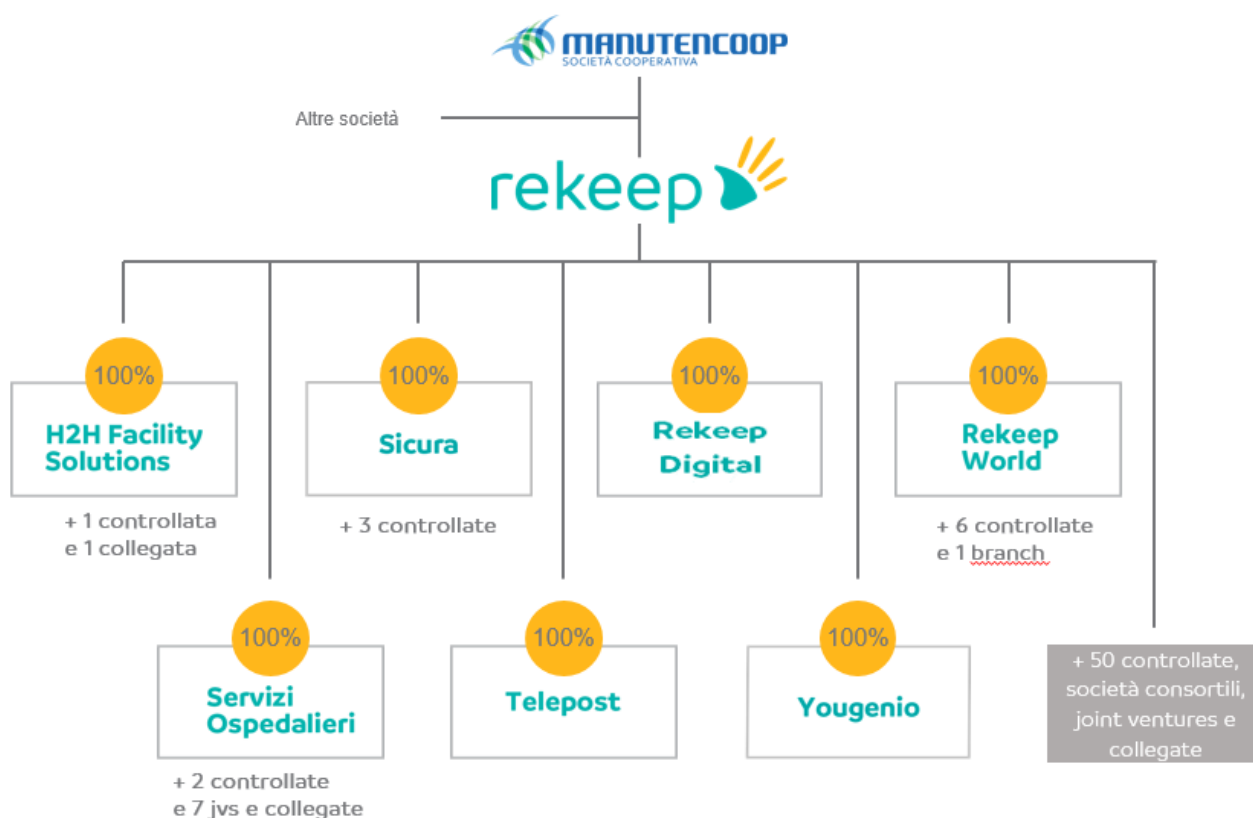 MANUTENCOOP
SOCIETÀ COOPERATIVA
Altre società
rekeep
100%
H2H Facility
Solutions
+ 1 controllata
e 1 collegata
100%
Sicura
+ 3 controllate
100%
Rekeep
Digital
100%
Rekeep
World
+ 6 controllate
e 1 branch
100%
Servizi
Ospedalieri
+ 2 controllate
e 7 jvs e collegate
100%
Telepost
100%
Yougenio
+ 50 controllate,
società consortili,
joint ventures e
collegate